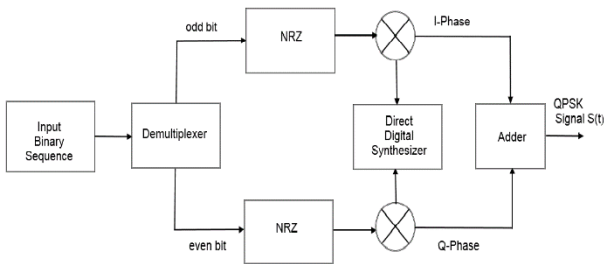 odd bit
NRZ
I-Phase
Input
Binary
Sequence
Demultiplexer
Direct
Digital
Synthesizer
Adder
QPSK
Signal S(t)
even bit
NRZ
Q-Phase